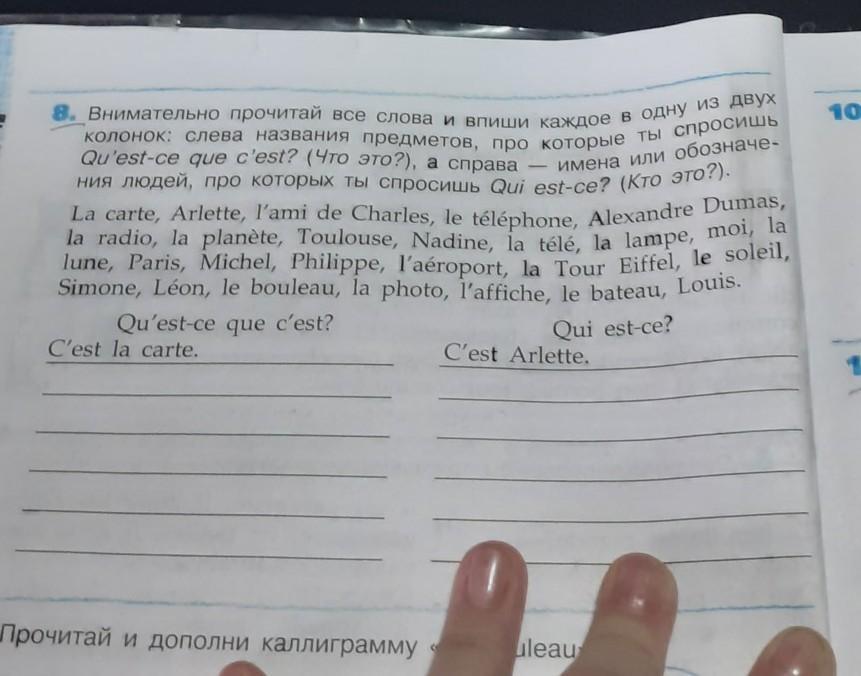 8. Внимательно прочитай все слова и впиши каждое в одну из двух
колонок: слева названия предметов, про которые ты спросишь
Qu'est-ce que c'est? (Что это?), а справа — имена или обозначе-
ния людей, про которых ты спросишь Qui est-ce? (Кто это?).
La carte, Arlette, l'ami de Charles, le téléphone, Alexandre Dumas,
la radio, la planète, Toulouse, Nadine, la télé, la lampe, moi, la
lune, Paris, Michel, Philippe, l'aéroport, la Tour Eiffel, le soleil,
Simone, Léon, le bouleau, la photo, l'affiche, le bateau, Louis.
Qu'est-ce que c'est?
C'est la carte.
Qui est-ce?
C'est Arlette.
Прочитай и дополни каллиграмму «
10